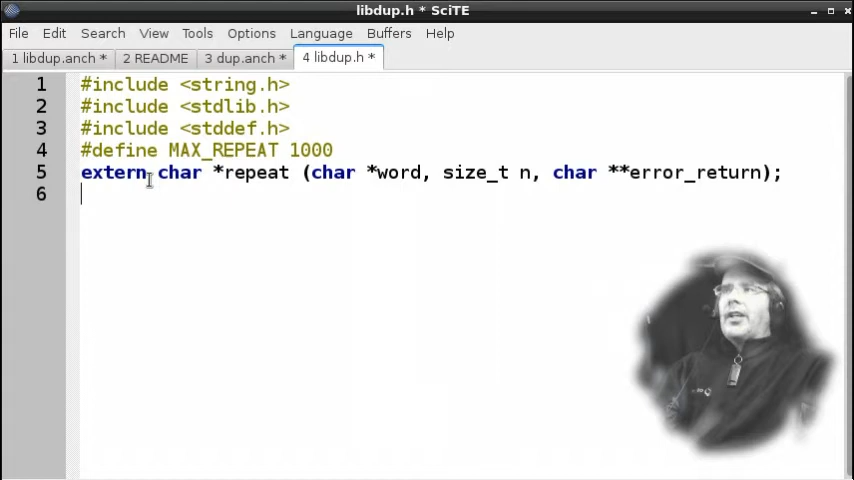 libdup.h * SciTE
File Edit Search View Tools Options Language Buffers Help
1 libdup.anch * 2 README 3 dup.anch * 4 libdup.h *
1 #include <string.h>
2 #include <stdlib.h>
3 #include <stddef.h>
4 #define MAX_REPEAT 1000
5 extern char *repeat (char *word, size_t n, char **error_return);
6